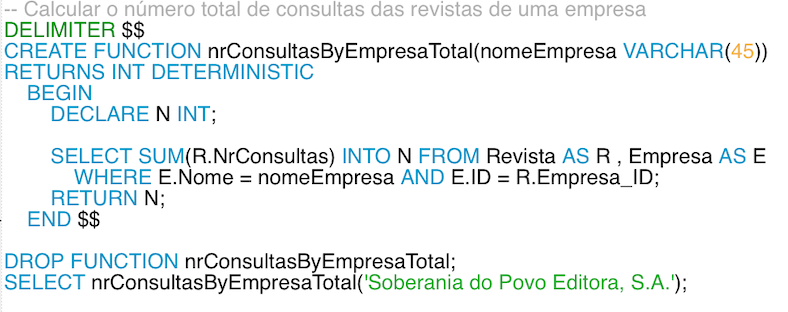 -- Calcular o número total de consultas das revistas de uma empresa
DELIMITER $$
CREATE FUNCTION nrConsultasByEmpresaTotal(nomeEmpresa VARCHAR(45))
RETURNS INT DETERMINISTIC
BEGIN
DECLARE N INT;
SELECT SUM(R.NrConsultas) INTO N FROM Revista AS R , Empresa AS E
WHERE E.Nome = nomeEmpresa AND E.ID = R.Empresa_ID;
RETURN N;
END $$
DROP FUNCTION nrConsultasByEmpresaTotal;
SELECT nrConsultasByEmpresaTotal('Soberania do Povo Editora, S.A.');